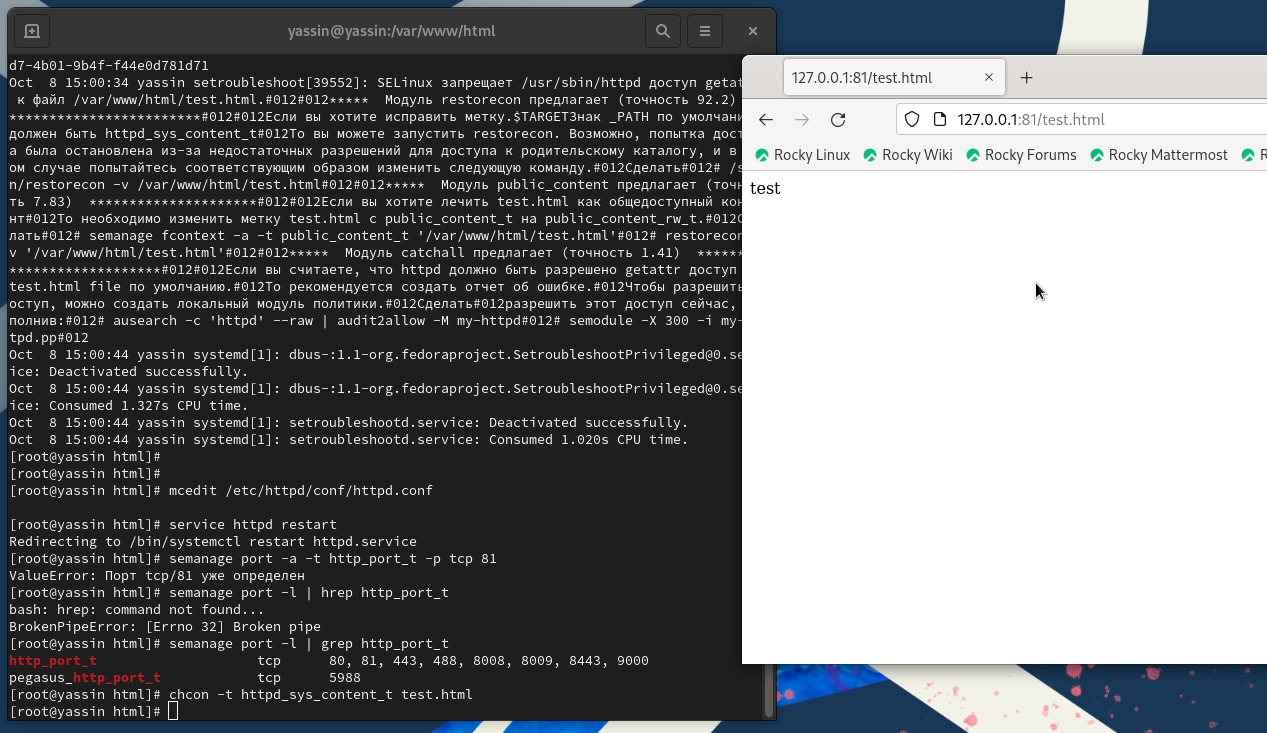 yassin@yassin:/var/www/html
d7-4b01-9b4f-f44e0d781d71
Oct  8 15:00:34 yassin setroubleshoot[39552]: SELinux запрещает /usr/sbin/httpd доступ getat
 к файл /var/www/html/test.html.#012#012*****  Модуль restorecon предлагает (точность 92.2)
************************#012#012Если вы хотите исправить метку.$TARGETЗнак _PATH по умолчани
должен быть httpd_sys_content_t#012То вы можете запустить restorecon. Возможно, попытка дост
а была остановлена из-за недостаточных разрешений для доступа к родительскому каталогу, и в
ом случае попытайтесь соответствующим образом изменить следующую команду.#012Сделать#012# /s
n/restorecon -v /var/www/html/test.html#012#012*****  Модуль public_content предлагает (точн
ть 7.83)  *********************#012#012Если вы хотите лечить test.html как общедоступный кон
нт#012То необходимо изменить метку test.html с public_content_t на public_content_rw_t.#012С
лать#012# semanage fcontext -a -t public_content_t '/var/www/html/test.html'#012# restorecon
v '/var/www/html/test.html'#012#012*****  Модуль catchall предлагает (точность 1.41)  ******
*******************#012#012Если вы считаете, что httpd должно быть разрешено getattr доступ
test.html file по умолчанию.#012То рекомендуется создать отчет об ошибке.#012Чтобы разрешить
оступ, можно создать локальный модуль политики.#012Сделать#012разрешить этот доступ сейчас,
полнив:#012# ausearch -c 'httpd' --raw | audit2allow -M my-httpd#012# semodule -X 300 -i my-
tpd.pp#012
Oct  8 15:00:44 yassin systemd[1]: dbus-:1.1-org.fedoraproject.SetroubleshootPrivileged@0.se
ice: Deactivated successfully.
Oct  8 15:00:44 yassin systemd[1]: dbus-:1.1-org.fedoraproject.SetroubleshootPrivileged@0.se
ice: Consumed 1.327s CPU time.
Oct  8 15:00:44 yassin systemd[1]: setroubleshootd.service: Deactivated successfully.
Oct  8 15:00:44 yassin systemd[1]: setroubleshootd.service: Consumed 1.020s CPU time.
[root@yassin html]#
[root@yassin html]#
[root@yassin html]# mcedit /etc/httpd/conf/httpd.conf
[root@yassin html]# service httpd restart
Redirecting to /bin/systemctl restart httpd.service
[root@yassin html]# semanage port -a -t http_port_t -p tcp 81
ValueError: Порт tcp/81 уже определен
[root@yassin html]# semanage port -l | hrep http_port_t
bash: hrep: command not found...
BrokenPipeError: [Errno 32] Broken pipe
[root@yassin html]# semanage port -l | grep http_port_t
http_port_t                    tcp      80, 81, 443, 488, 8008, 8009, 8443, 9000
pegasus_http_port_t            tcp      5988
[root@yassin html]# chcon -t httpd_sys_content_t test.html
[root@yassin html]#
127.0.0.1:81/test.html
127.0.0.1:81/test.html
Rocky Linux Rocky Wiki Rocky Forums Rocky Mattermost R
test